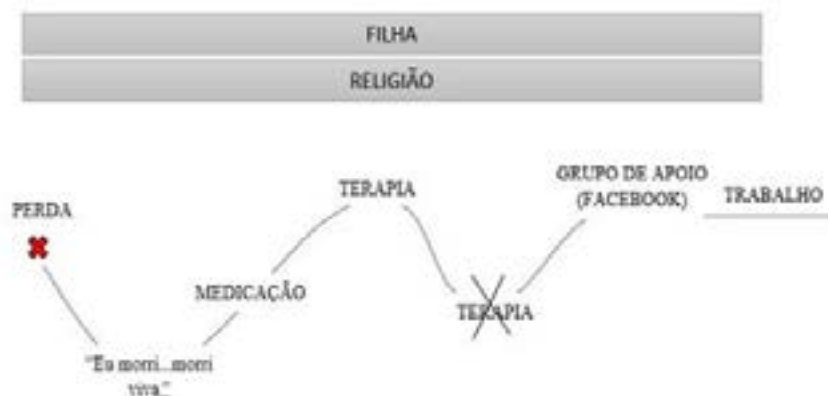 FILHA
RELIGIÃO
PERDA
"Eu morri...morri
viva."
MEDICAÇÃO
TERAPIA
TERAPIA
GRUPO DE APOIO
(FACEBOOK)
TRABALHO